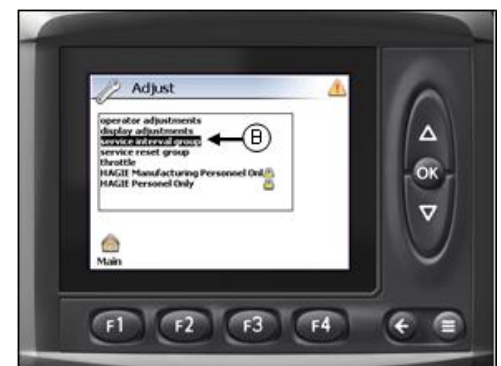 Adjust
operator adjustments
display adjustments
service interval group
B
service reset group
throttle
HAGIE Manufacturing Personnel Onl
HAGIE Personel Only
Main
OK
F1 F2 F3 F4